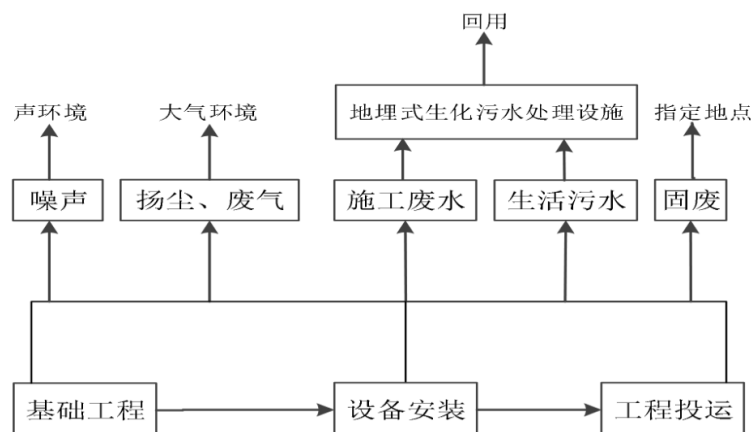 回用
声环境
大气环境
地埋式生化污水处理设施
指定地点
噪声
扬尘、废气
施工废水
生活污水
固废
基础工程
设备安装
工程投运